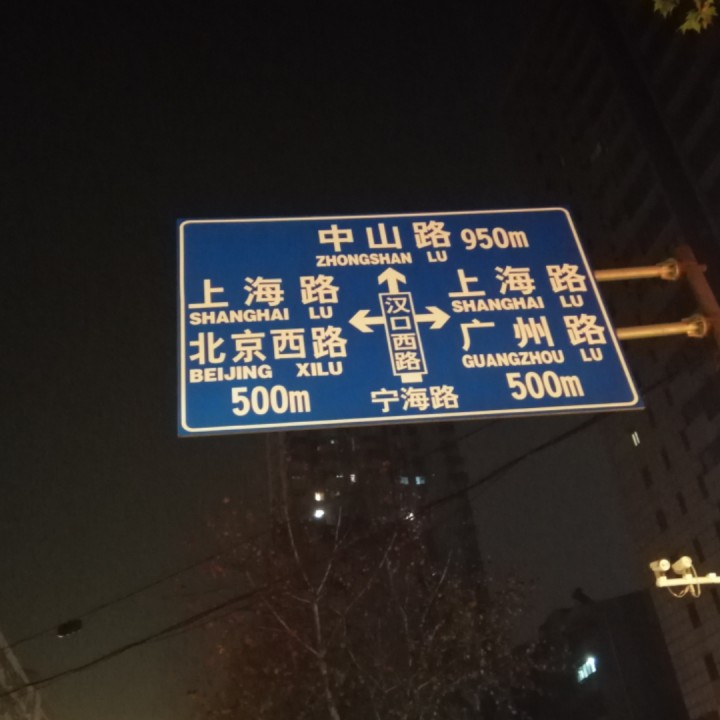 中山路 950m
ZHONGSHAN LU
上海路
SHANGHAI LU
北京西路
BEIJING XILU
500m
汉口西路
宁海路
上海路
SHANGHAI LU
广州路
GUANGZHOU LU
500m